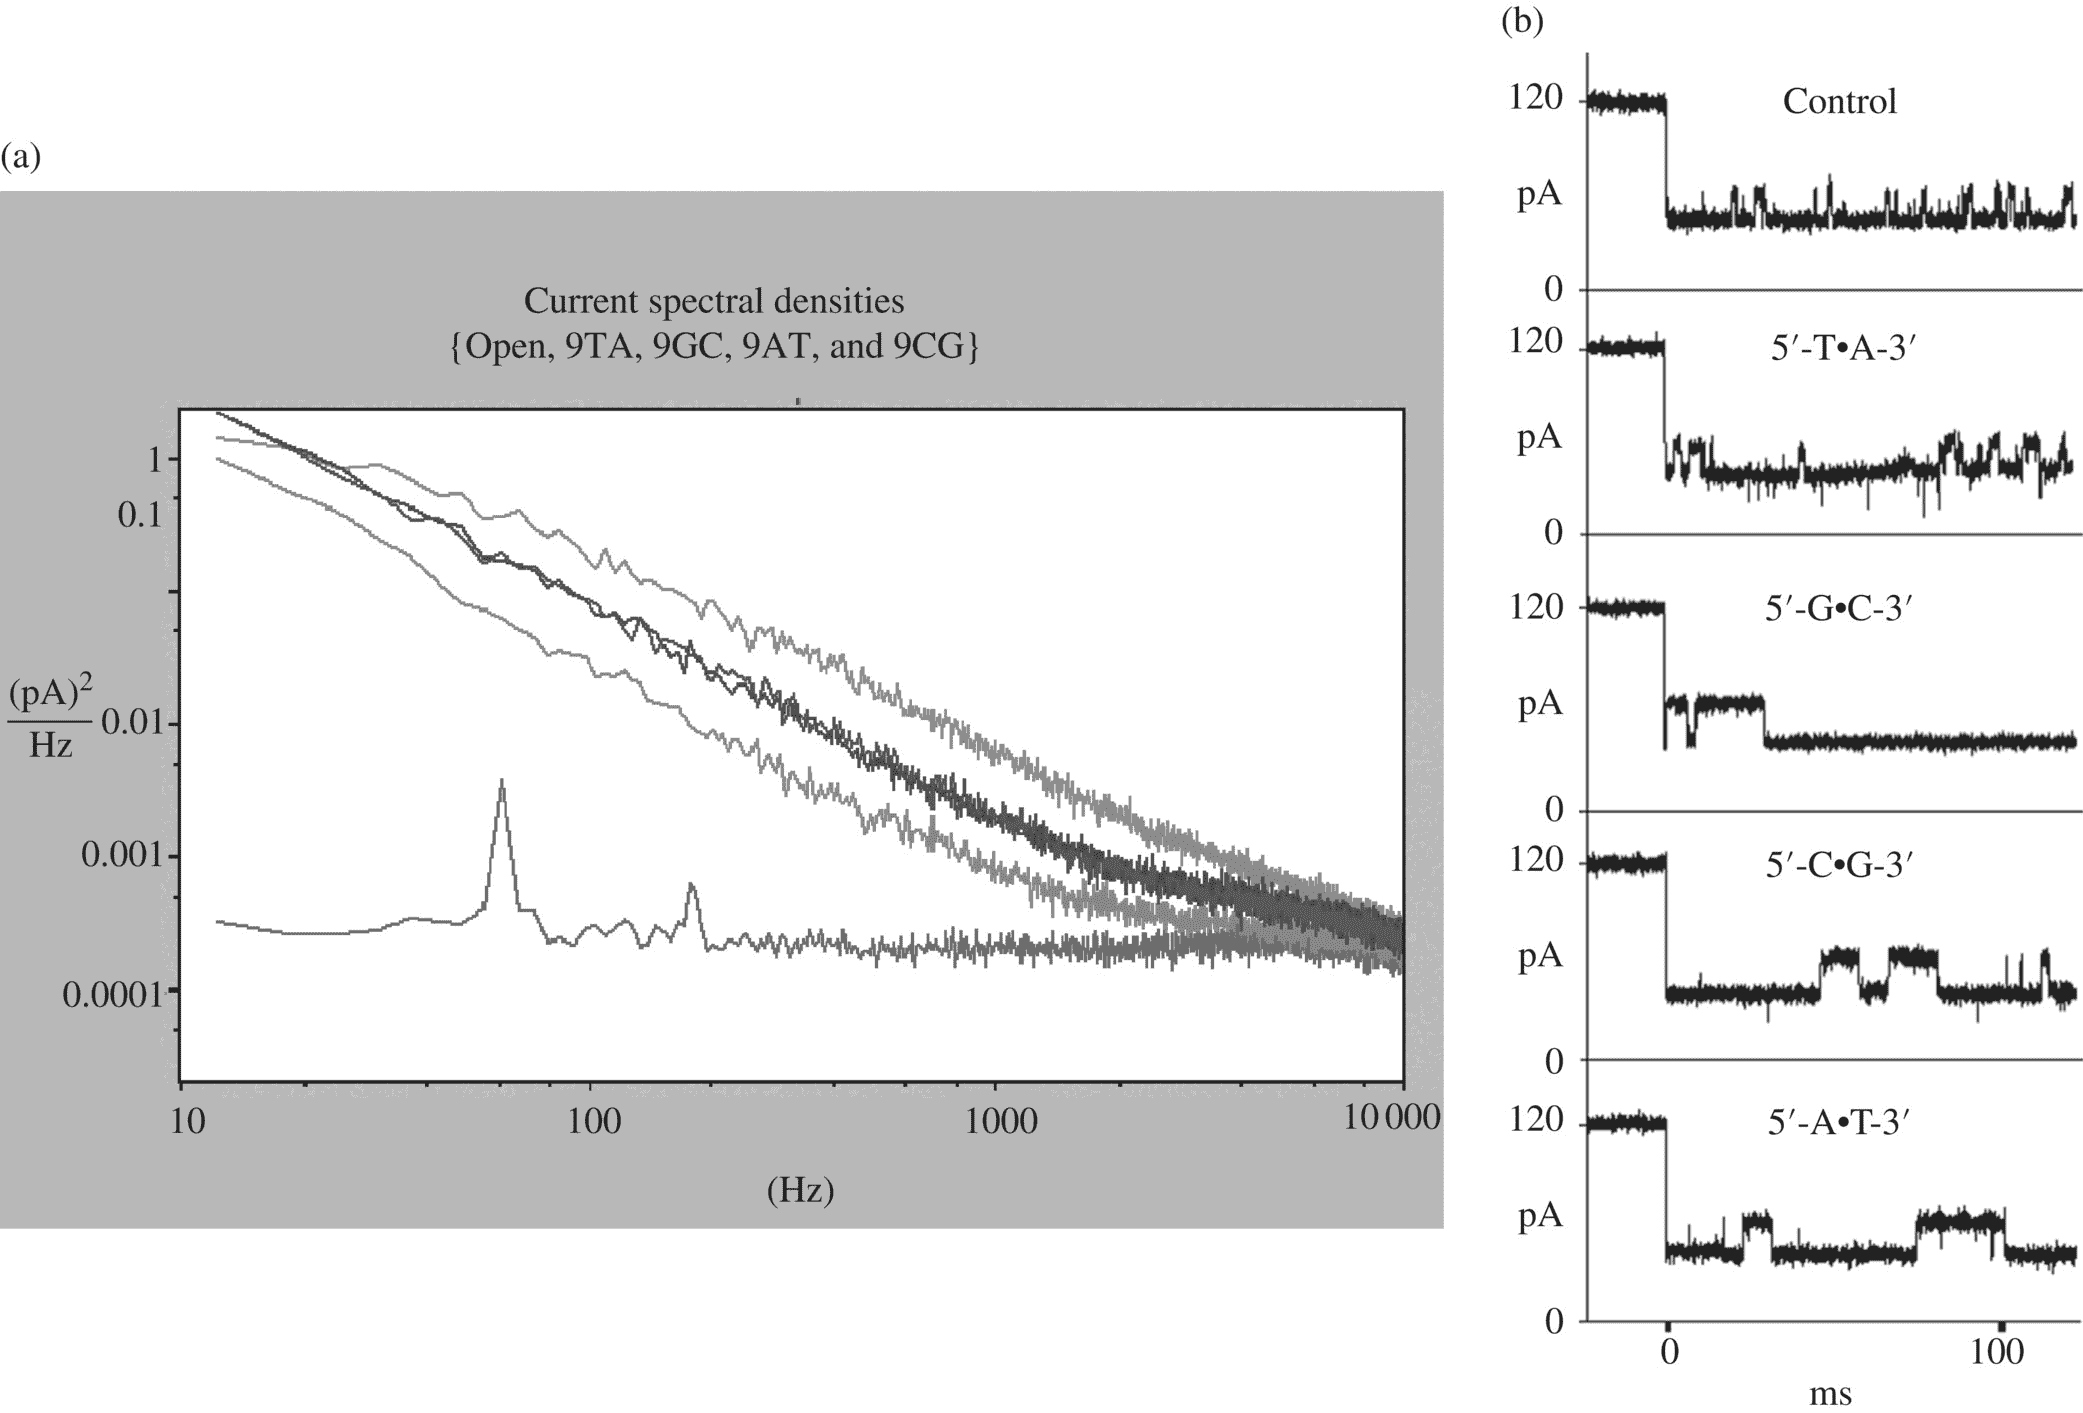 (a)
Current spectral densities
{Open, 9TA, 9GC, 9AT, and 9CG}
1
0.1
(pA)²
Hz
0.01
0.001
0.0001
10
100
1000
10 000
(Hz)
(b)
120
Control
pA
0
120
5′-T•A-3′
pA
0
120
5′-G•C-3′
pA
0
120
5′-C•G-3′
pA
0
120
5′-A•T-3′
pA
0
0
100
ms